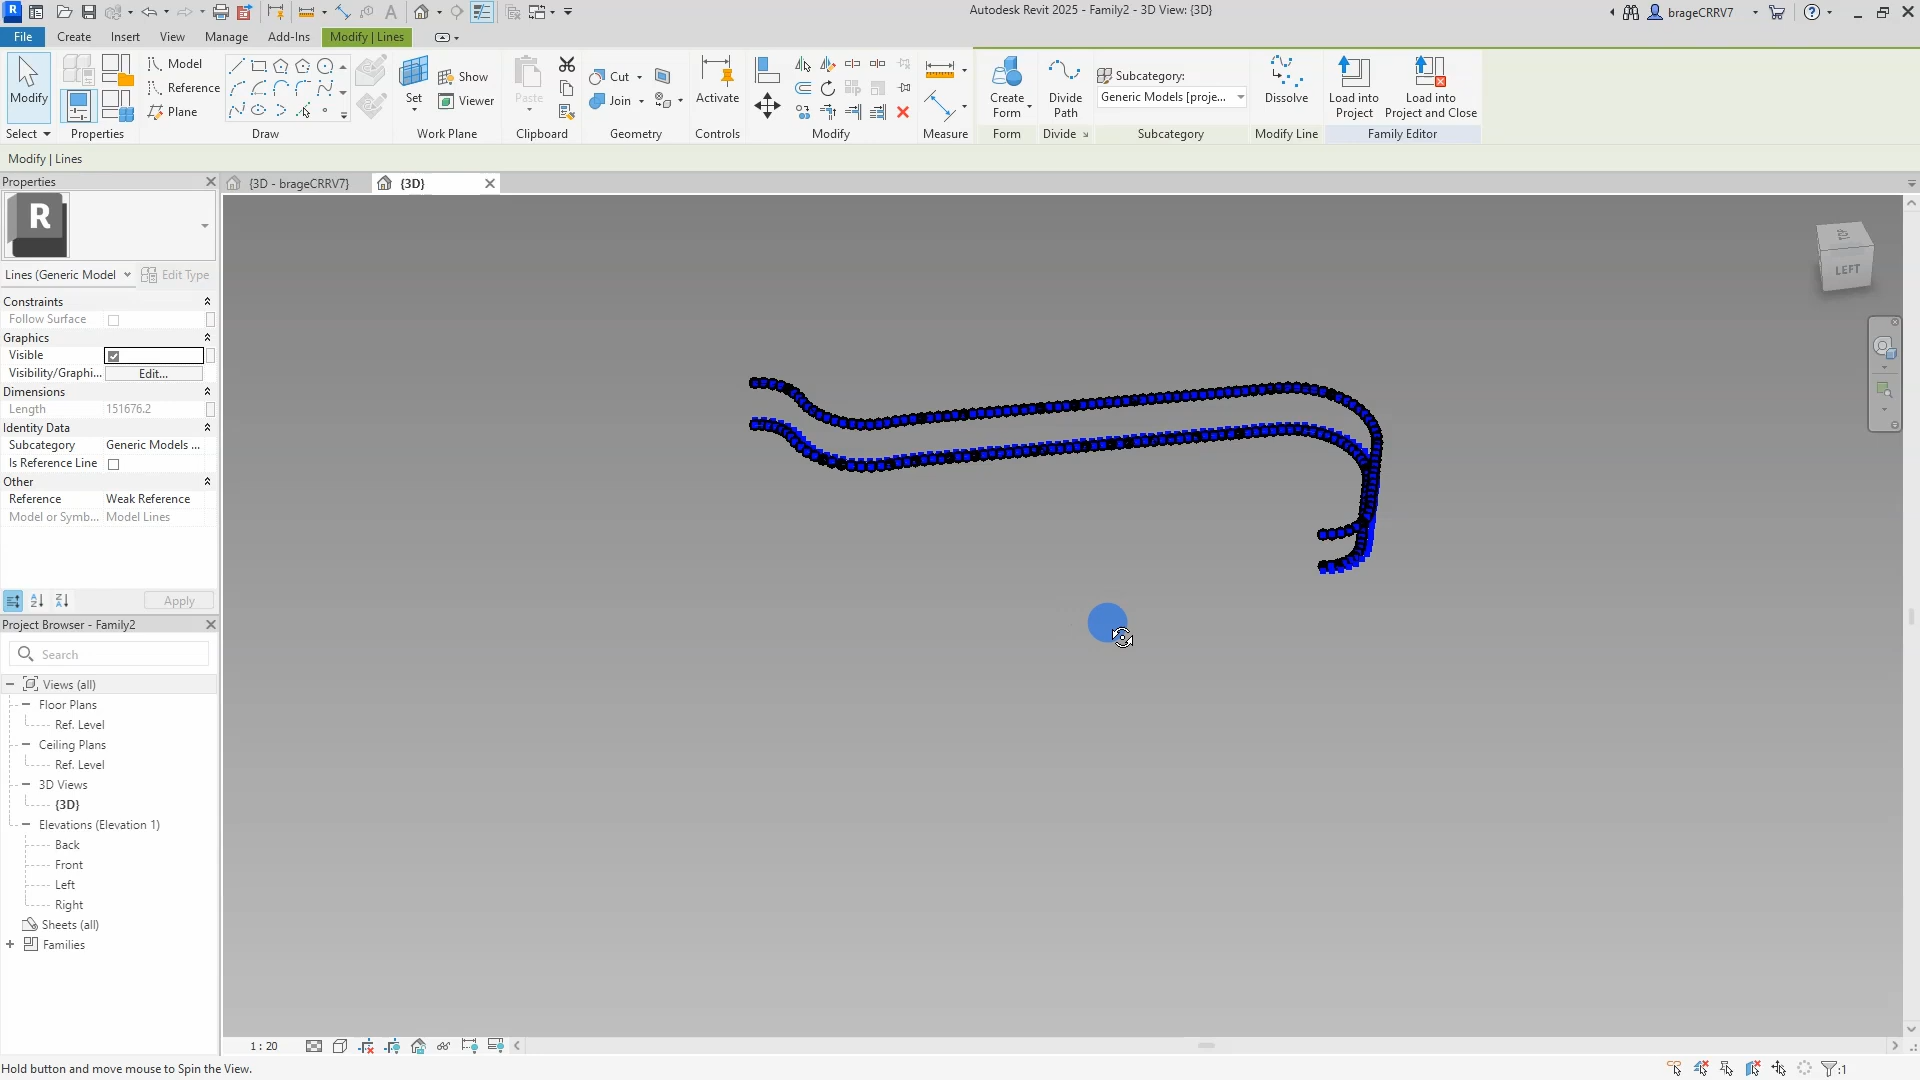 R
Autodesk Revit 2025 - Family2 - 3D View: {3D}
brageCRRV7
File
Create
Insert
View
Manage
Add-Ins
Modify | Lines
Modify
Select
Properties
Model
Reference
Plane
Draw
Set
Show
Viewer
Work Plane
Paste
Clipboard
Cut
Join
Geometry
Activate
Controls
Modify
Measure
Create
Form
Form
Divide
Path
Divide
Subcategory:
Generic Models [proje...
Subcategory
Dissolve
Modify Line
Load into
Project
Load into
Project and Close
Family Editor
Modify | Lines
Properties
{3D - brageCRRV7}
{3D}
R
Lines (Generic Model
Edit Type
Constraints
Follow Surface
Graphics
Visible
Visibility/Graphi...
Edit...
Dimensions
Length
151676.2
Identity Data
Subcategory
Generic Models ...
Is Reference Line
Other
Reference
Weak Reference
Model or Symb...
Model Lines
Apply
Project Browser - Family2
Search
Views (all)
Floor Plans
Ref. Level
Ceiling Plans
Ref. Level
3D Views
{3D}
Elevations (Elevation 1)
Back
Front
Left
Right
Sheets (all)
Families
LEFT
1 : 20
Hold button and move mouse to Spin the View.
:1